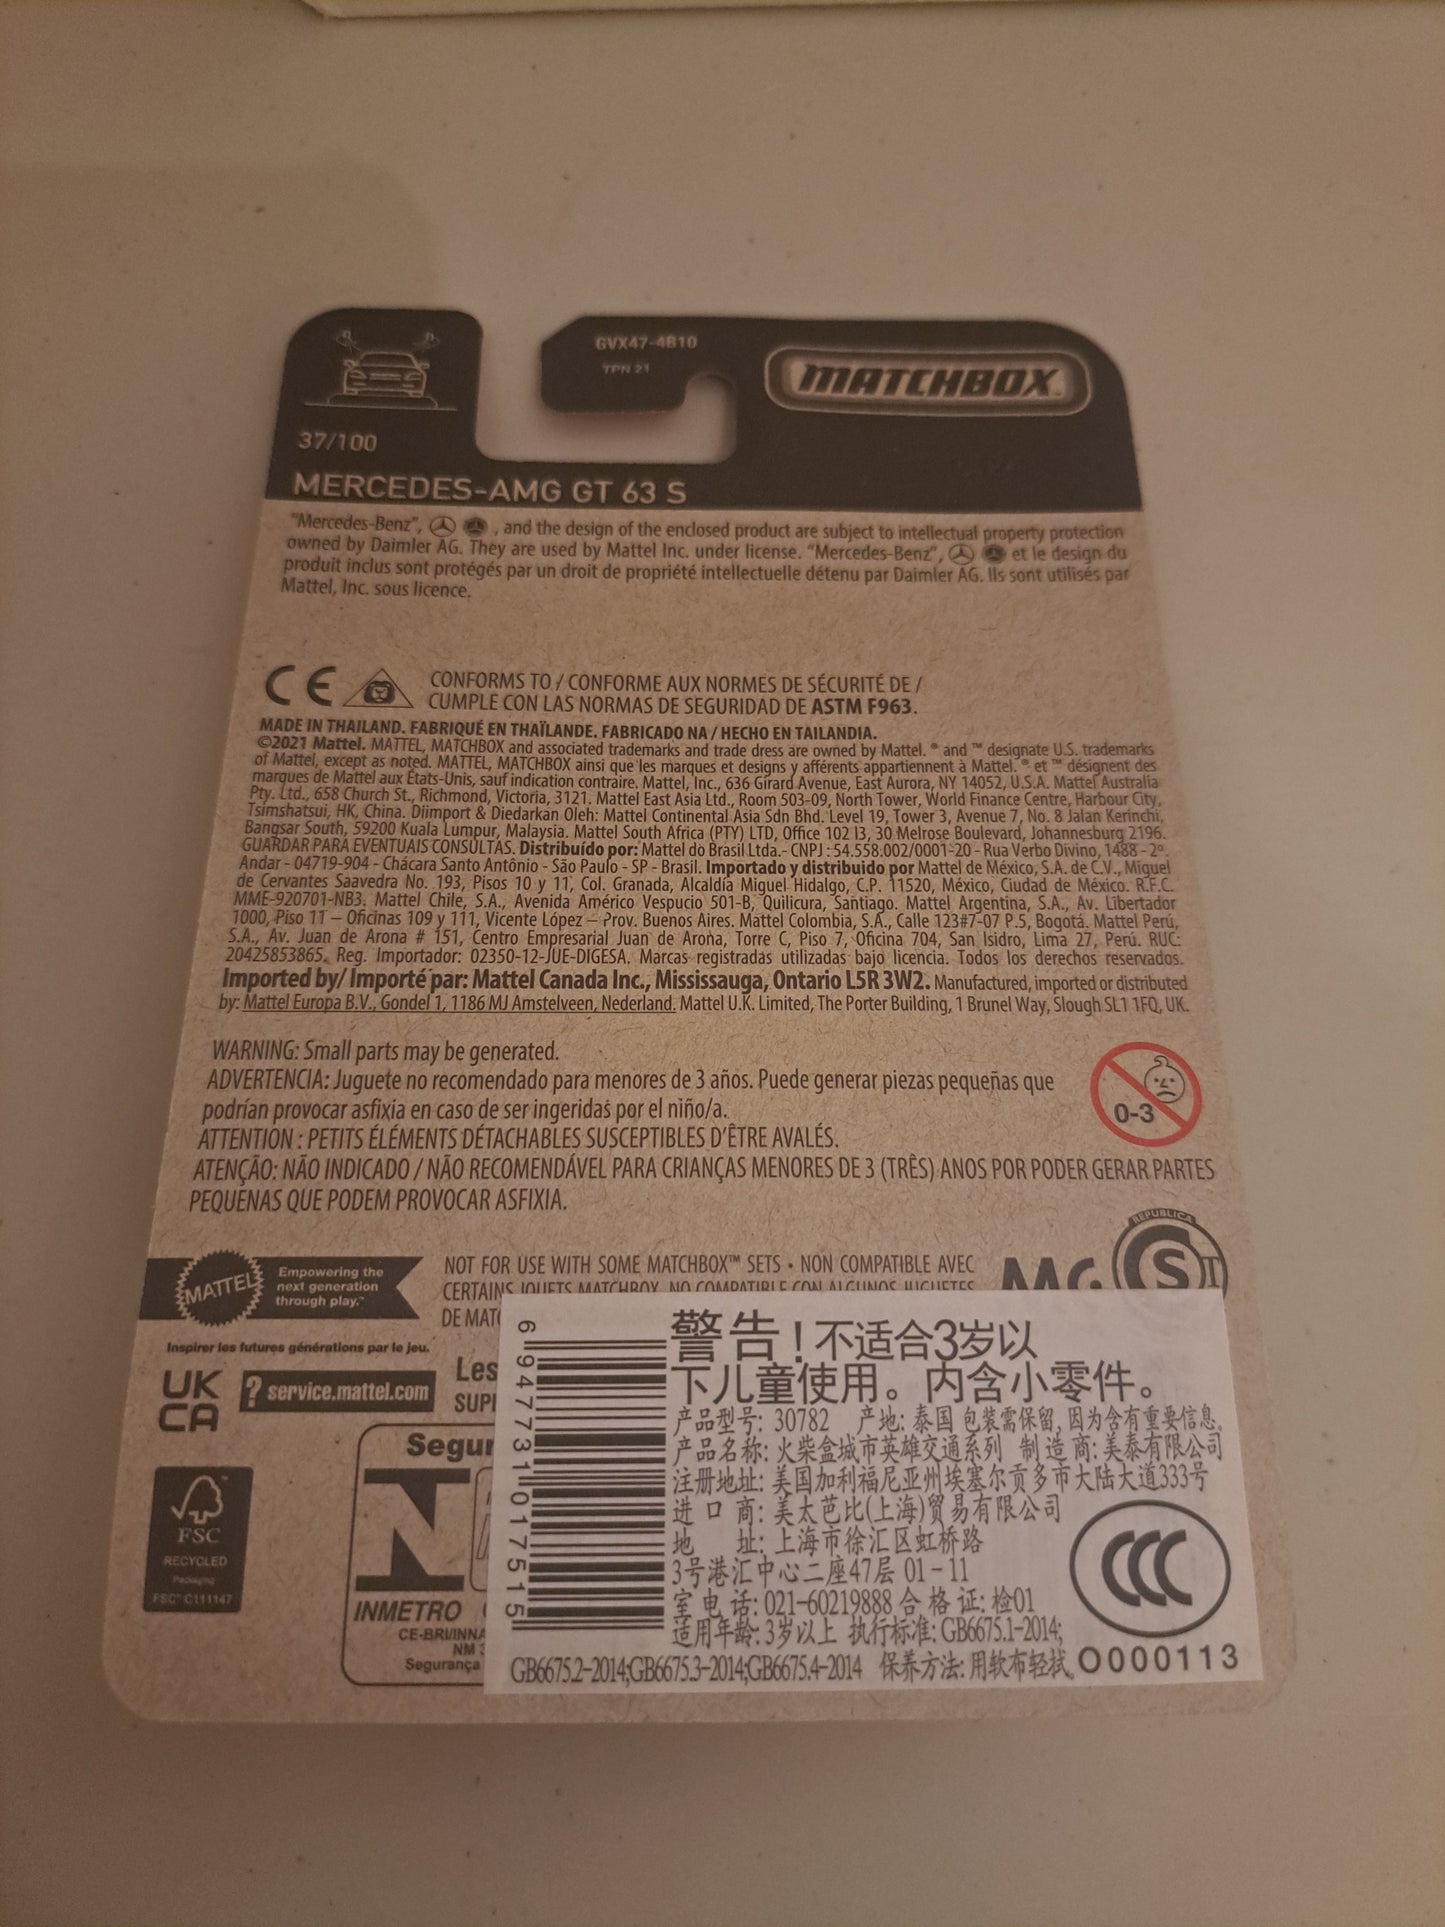 GVX47-4B10
TPN 21
MATCHBOX
37/100
MERCEDES-AMG GT 63 S
"Mercedes-Benz", , and the design of the enclosed product are subject to intellectual property protection
owned by Daimler AG. They are used by Mattel Inc. under license. "Mercedes-Benz", et le design du
produit inclus sont protégés par un droit de propriété intellectuelle détenu par Daimler AG. Ils sont utilisés par
Mattel, Inc. sous licence.
CE CONFORMS TO / CONFORME AUX NORMES DE SÉCURITÉ DE /
CUMPLE CON LAS NORMAS DE SEGURIDAD DE ASTM F963.
MADE IN THAILAND. FABRIQUÉ EN THAÏLANDE. FABRICADO NA / HECHO EN TAILANDIA.
©2021 Mattel. MATTEL, MATCHBOX and associated trademarks and trade dress are owned by Mattel. ® and ™ designate U.S. trademarks
of Mattel, except as noted. MATTEL, MATCHBOX ainsi que les marques et designs y afférents appartiennent à Mattel. ® et ™ désignent des
marques de Mattel aux États-Unis, sauf indication contraire. Mattel, Inc., 636 Girard Avenue, East Aurora, NY 14052, U.S.A. Mattel Australia
Pty. Ltd., 658 Church St., Richmond, Victoria, 3121. Mattel East Asia Ltd., Room 503-09, North Tower, World Finance Centre, Harbour City,
Tsimshatsui, HK, China. Diimport & Diedarkan Oleh: Mattel Continental Asia Sdn Bhd. Level 19, Tower 3, Avenue 7, No. 8 Jalan Kerinchi,
Bangsar South, 59200 Kuala Lumpur, Malaysia. Mattel South Africa (PTY) LTD, Office 102 I3, 30 Melrose Boulevard, Johannesburg 2196.
GUARDAR PARA EVENTUAIS CONSULTAS. Distribuído por: Mattel do Brasil Ltda.- CNPJ : 54.558.002/0001-20 - Rua Verbo Divino, 1488 - 2º.
Andar - 04719-904 - Chácara Santo Antônio - São Paulo - SP - Brasil. Importado y distribuido por Mattel de México, S.A. de C.V., Miguel
de Cervantes Saavedra No. 193, Pisos 10 y 11, Col. Granada, Alcaldía Miguel Hidalgo, C.P. 11520, México, Ciudad de México. R.F.C.
MME-920701-NB3. Mattel Chile, S.A., Avenida Américo Vespucio 501-B, Quilicura, Santiago. Mattel Argentina, S.A., Av. Libertador
1000, Piso 11 – Oficinas 109 y 111, Vicente López – Prov. Buenos Aires. Mattel Colombia, S.A., Calle 123#7-07 P.5, Bogotá. Mattel Perú,
S.A., Av. Juan de Arona # 151, Centro Empresarial Juan de Arona, Torre C, Piso 7, Oficina 704, San Isidro, Lima 27, Perú. RUC:
20425853865. Reg. Importador: 02350-12-JUE-DIGESA. Marcas registradas utilizadas bajo licencia. Todos los derechos reservados.
Imported by/ Importé par: Mattel Canada Inc., Mississauga, Ontario L5R 3W2. Manufactured, imported or distributed
by: Mattel Europa B.V., Gondel 1, 1186 MJ Amstelveen, Nederland. Mattel U.K. Limited, The Porter Building, 1 Brunel Way, Slough SL1 1FQ, UK.
WARNING: Small parts may be generated.
ADVERTENCIA: Juguete no recomendado para menores de 3 años. Puede generar piezas pequeñas que
podrían provocar asfixia en caso de ser ingeridas por el niño/a.
ATTENTION : PETITS ÉLÉMENTS DÉTACHABLES SUSCEPTIBLES D'ÊTRE AVALÉS.
ATENÇÃO: NÃO INDICADO / NÃO RECOMENDÁVEL PARA CRIANÇAS MENORES DE 3 (TRÊS) ANOS POR PODER GERAR PARTES
PEQUENAS QUE PODEM PROVOCAR ASFIXIA.
0-3
MATTEL
Empowering the
next generation
through play.™
Inspirer les futures générations par le jeu.
NOT FOR USE WITH SOME MATCHBOX™ SETS • NON COMPATIBLE AVEC
CERTAINS JOUETS MATCHBOX NO COMPATIBLE CON ALGUNOS JUGUETES
DE MATC
REPUBLICA
S
UK
CA
? service.mattel.com
Les
SUPE
FSC
RECYCLED
Packaging
FSC® C111147
Segur
INMETRO
CE-BRI/INNA
NM 3
Segurança
6 947731 017515
警告！不适合3岁以
下儿童使用。内含小零件。
产品型号: 30782 产地: 泰国 包装需保留, 因为含有重要信息.
产品名称: 火柴盒城市英雄交通系列 制造商: 美泰有限公司
注册地址: 美国加利福尼亚州埃塞尔贡多市大陆大道333号
进口商: 美太芭比(上海)贸易有限公司
地 址: 上海市徐汇区虹桥路
3号港汇中心二座47层 01-11
室 电话: 021-60219888 合格证: 检01
适用年龄: 3岁以上 执行标准: GB6675.1-2014;
GB6675.2-2014;GB6675.3-2014;GB6675.4-2014 保养方法: 用软布轻拭.
CCC
O000113